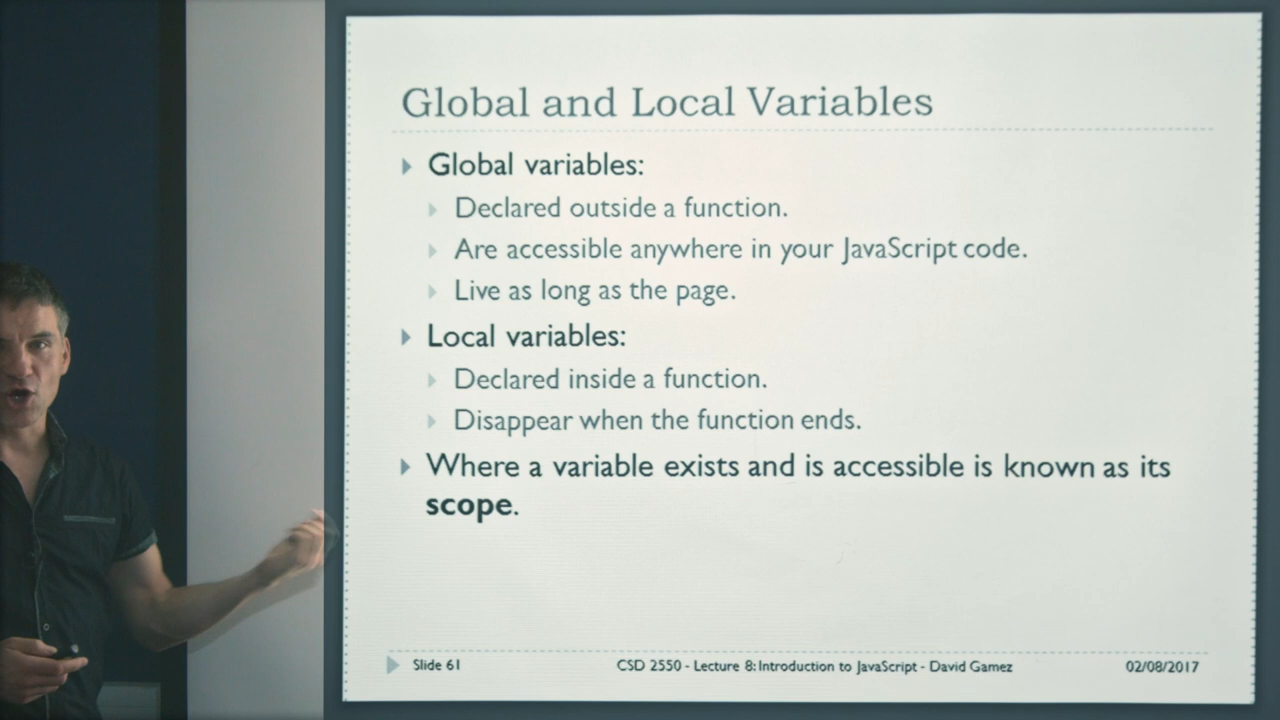 Global and Local Variables
Global variables:
Declared outside a function.
Are accessible anywhere in your JavaScript code.
Live as long as the page.
Local variables:
Declared inside a function.
Disappear when the function ends.
Where a variable exists and is accessible is known as its
scope.
Slide 61
CSD 2550 - Lecture 8: Introduction to JavaScript - David Gamez
02/08/2017